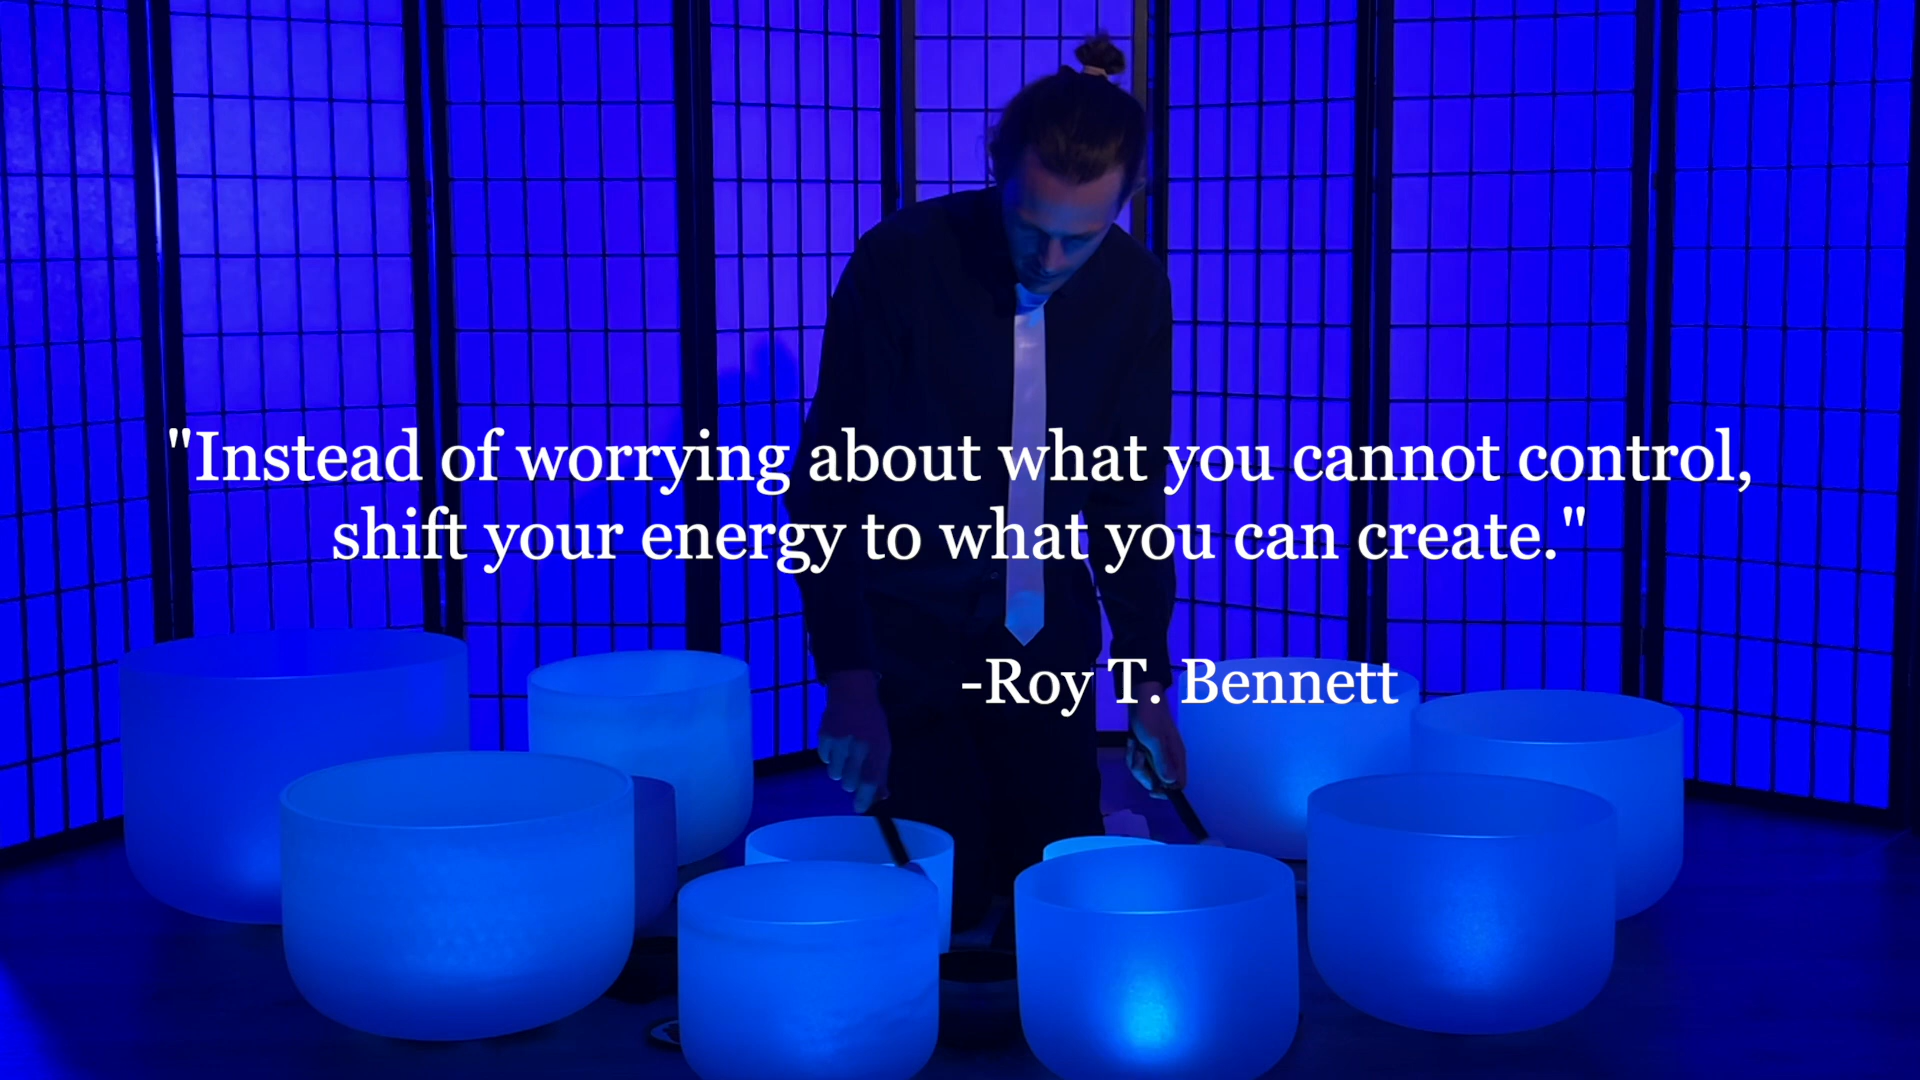 "Instead of worrying about what you cannot control,
shift your energy to what you can create."
-Roy T. Bennett